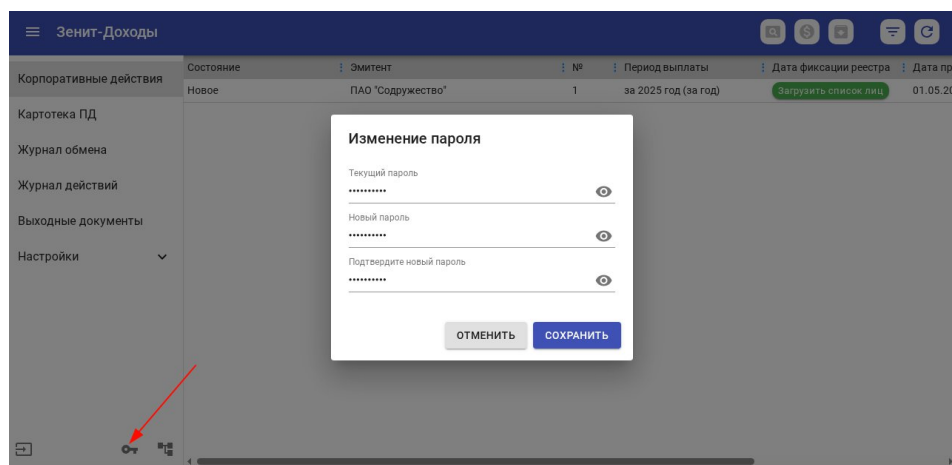 Зенит-Доходы
Корпоративные действия
Картотека ПД
Журнал обмена
Журнал действий
Выходные документы
Настройки
Состояние Эмитент № Период выплаты Дата фиксации реестра Дата
Новое ПАО "Содружество" 1 за 2025 год (за год) Загрузить список лиц
Изменение пароля
Текущий пароль
••••••••••
Новый пароль
••••••••••
Подтвердите новый пароль
••••••••••
ОТМЕНИТЬ СОХРАНИТЬ